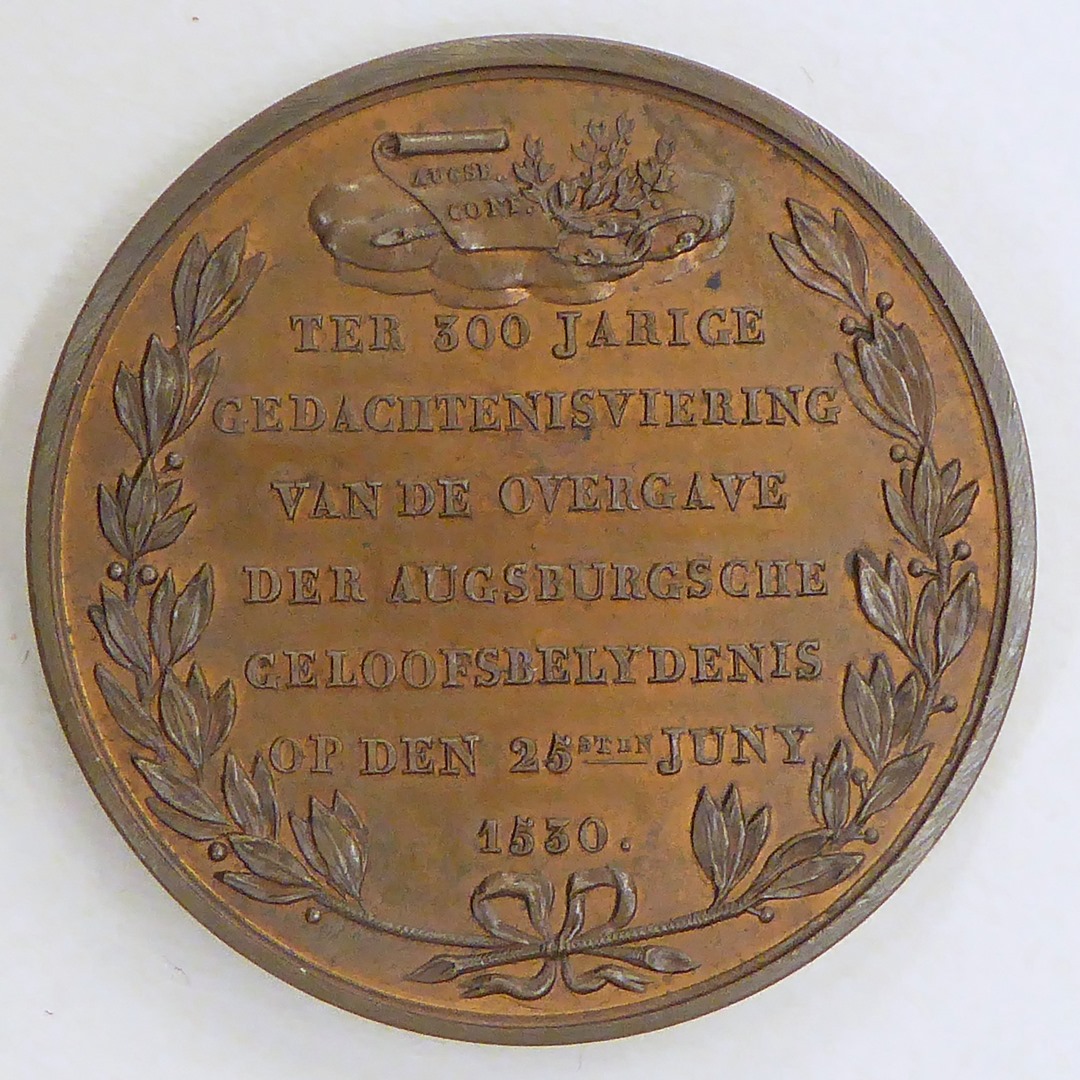 AUGSB.
CONF.
TER 300 JARIGE
GEDACHTENISVIERING
VAN DE OVERGAVE
DER AUGSBURGSCHE
GELOOFSBELYDENIS
OP DEN 25STEN JUNY
1530.